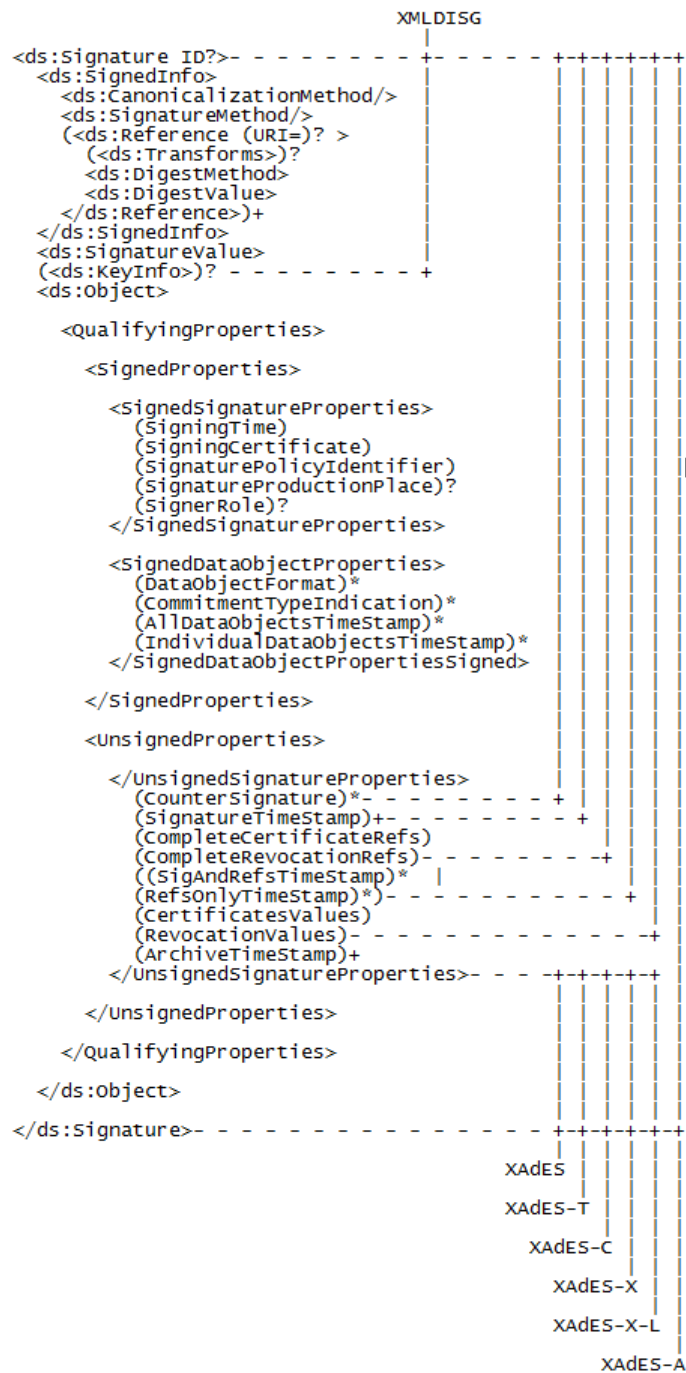 XMLDISG
|
<ds:Signature ID?>- - - - - - - - - +- - - - - +-+-+-+-+-+
<ds:SignedInfo> | | | | | | |
<ds:CanonicalizationMethod/> | | | | | | |
<ds:SignatureMethod/> | | | | | | |
(<ds:Reference (URI=)? > | | | | | | |
(<ds:Transforms>)? | | | | | | |
<ds:DigestMethod> | | | | | | |
<ds:DigestValue> | | | | | | |
</ds:Reference>)+ | | | | | | |
</ds:SignedInfo> | | | | | | |
<ds:SignatureValue> | | | | | | |
(<ds:KeyInfo>)? - - - - - - - - - + | | | | | |
<ds:Object> | | | | | |
<QualifyingProperties> | | | | | |
<SignedProperties> | | | | | |
<SignedSignatureProperties> | | | | | |
(SigningTime) | | | | | |
(SigningCertificate) | | | | | |
(SignaturePolicyIdentifier) | | | | | |
(SignatureProductionPlace)? | | | | | |
(SignerRole)? | | | | | |
</SignedSignatureProperties> | | | | | |
<SignedDataObjectProperties> | | | | | |
(DataObjectFormat)* | | | | | |
(CommitmentTypeIndication)* | | | | | |
(AllDataObjectsTimeStamp)* | | | | | |
(IndividualDataObjectsTimeStamp)* | | | | | |
</SignedDataObjectPropertiesSigned> | | | | | |
</SignedProperties> | | | | | |
<UnsignedProperties> | | | | | |
</UnsignedSignatureProperties> | | | | | |
(CounterSignature)*- - - - - - - - - + | | | | |
(SignatureTimeStamp)+- - - - - - - - - + | | | |
(CompleteCertificateRefs) | | | |
(CompleteRevocationRefs)- - - - - - - -+ | | |
((SigAndRefsTimeStamp)* | | | |
(RefsOnlyTimeStamp)*)- - - - - - - - - - - + | |
(CertificatesValues) | |
(RevocationValues)- - - - - - - - - - - - -+ |
(ArchiveTimeStamp)+ |
</UnsignedSignatureProperties>- - - -+-+-+-+-+ |
</UnsignedProperties> | | | | | |
</QualifyingProperties> | | | | | |
</ds:Object> | | | | | |
</ds:Signature>- - - - - - - - - - - - - - - +-+-+-+-+-+
XAdES | | | | |
XAdES-T | | | |
XAdES-C | | |
XAdES-X | |
XAdES-X-L |
XAdES-A